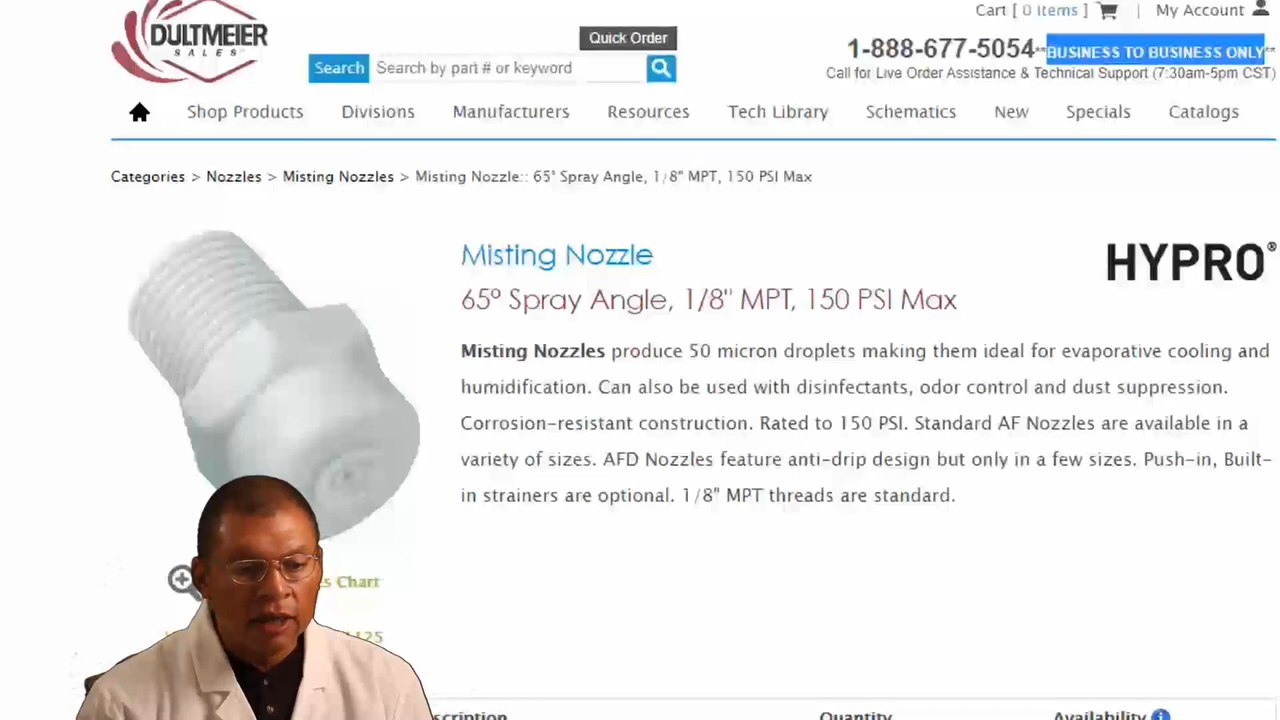 Cart [ 0 Items ] | My Account
DULTMEIER
SALES
Quick Order
1-888-677-5054 **BUSINESS TO BUSINESS ONLY**
Search Search by part # or keyword
Call for Live Order Assistance & Technical Support (7:30am-5pm CST)
Shop Products Divisions Manufacturers Resources Tech Library Schematics New Specials Catalogs
Categories > Nozzles > Misting Nozzles > Misting Nozzle:: 65° Spray Angle, 1/8" MPT, 150 PSI Max
Misting Nozzle
HYPRO®
65° Spray Angle, 1/8" MPT, 150 PSI Max
Misting Nozzles produce 50 micron droplets making them ideal for evaporative cooling and
humidification. Can also be used with disinfectants, odor control and dust suppression.
Corrosion-resistant construction. Rated to 150 PSI. Standard AF Nozzles are available in a
variety of sizes. AFD Nozzles feature anti-drip design but only in a few sizes. Push-in, Built-
in strainers are optional. 1/8" MPT threads are standard.
Chart
Quantity Availability